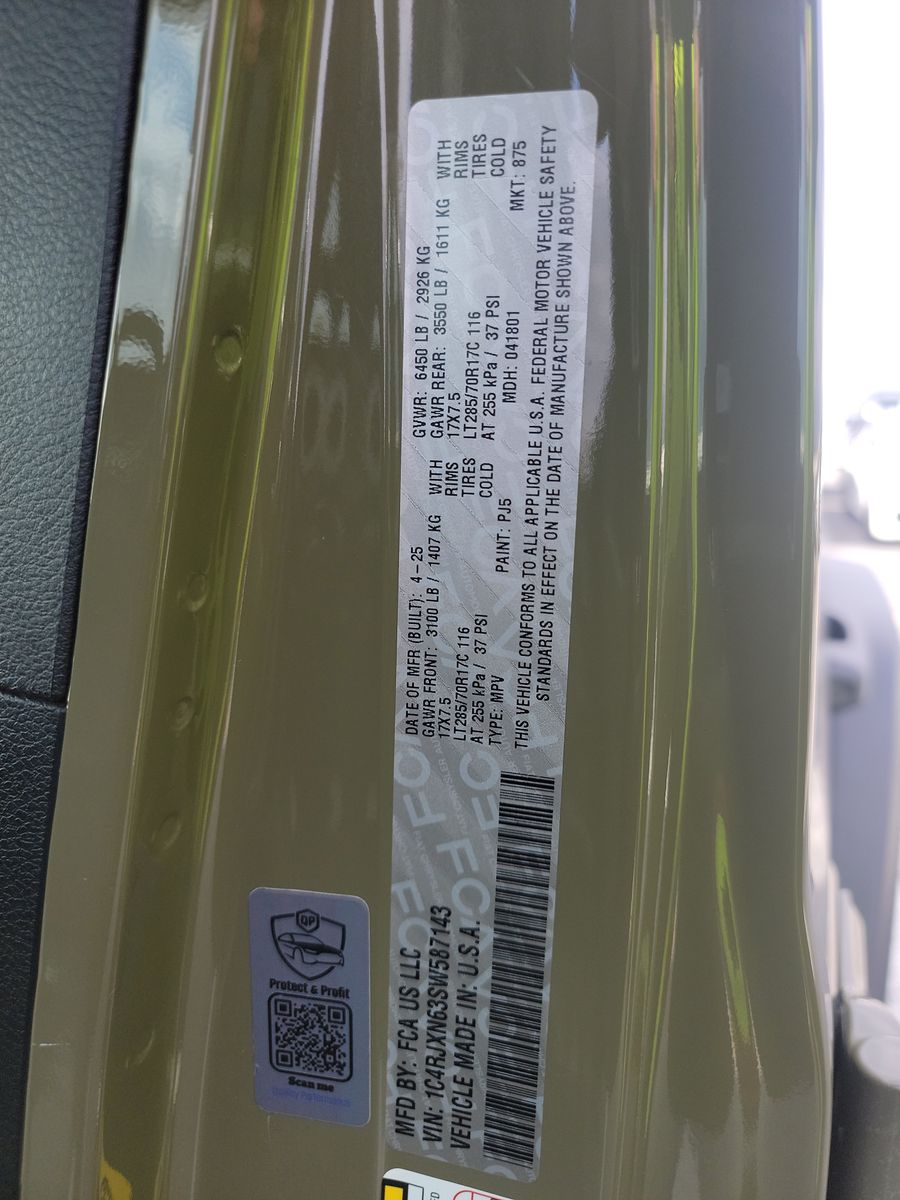 DATE OF MFR (BUILT): 4-25 GVWR: 6450 LB / 2926 KG
GAWR FRONT: 3100 LB / 1407 KG WITH GAWR REAR: 3550 LB / 1611 KG WITH
17X7.5 RIMS 17X7.5 RIMS
LT285/70R17C 116 TIRES LT285/70R17C 116 TIRES
AT 255 kPa / 37 PSI COLD AT 255 kPa / 37 PSI COLD
TYPE: MPV PAINT: PJ5 MDH: 041801 MKT: 875
THIS VEHICLE CONFORMS TO ALL APPLICABLE U.S.A. FEDERAL MOTOR VEHICLE SAFETY
STANDARDS IN EFFECT ON THE DATE OF MANUFACTURE SHOWN ABOVE.
MFD BY: FCA US LLC
VIN: 1C4RJXN63SW587143
VEHICLE MADE IN: U.S.A.
QP
Protect & Profit
Scan me
Quality Performance